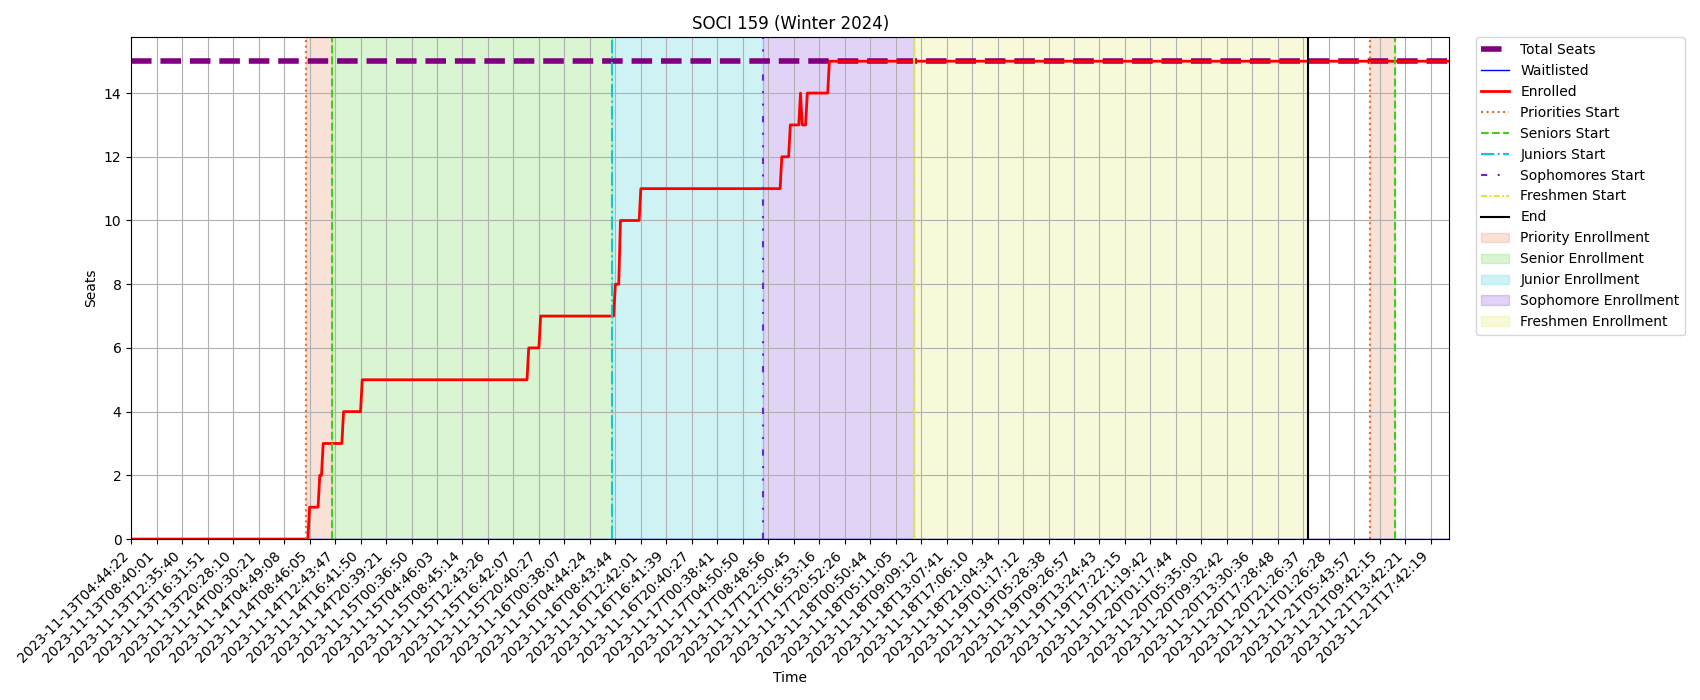 SOCI 159 (Winter 2024)
Seats
14
12
10
8
6
4
2
0
2023-11-13T04:44:22
2023-11-13T08:40:01
2023-11-13T12:35:40
2023-11-13T16:31:51
2023-11-13T20:28:10
2023-11-14T00:30:21
2023-11-14T04:49:08
2023-11-14T08:46:05
2023-11-14T12:43:47
2023-11-14T16:41:50
2023-11-14T20:39:21
2023-11-15T00:36:50
2023-11-15T04:46:03
2023-11-15T08:45:14
2023-11-15T12:43:26
2023-11-15T16:42:07
2023-11-15T20:40:27
2023-11-16T00:38:07
2023-11-16T04:44:24
2023-11-16T08:43:44
2023-11-16T12:42:01
2023-11-16T16:41:39
2023-11-16T20:40:27
2023-11-17T00:38:41
2023-11-17T04:50:50
2023-11-17T08:48:56
2023-11-17T12:50:45
2023-11-17T16:53:16
2023-11-17T20:52:26
2023-11-18T00:50:44
2023-11-18T05:11:05
2023-11-18T09:09:12
2023-11-18T13:07:41
2023-11-18T17:06:10
2023-11-18T21:04:34
2023-11-19T01:17:12
2023-11-19T05:28:38
2023-11-19T09:26:57
2023-11-19T13:24:43
2023-11-19T17:22:15
2023-11-19T21:19:42
2023-11-20T01:17:44
2023-11-20T05:35:00
2023-11-20T09:32:42
2023-11-20T13:30:36
2023-11-20T17:28:48
2023-11-20T21:26:37
2023-11-21T01:26:28
2023-11-21T05:43:57
2023-11-21T09:42:15
2023-11-21T13:42:21
2023-11-21T17:42:19
Time
Total Seats
Waitlisted
Enrolled
Priorities Start
Seniors Start
Juniors Start
Sophomores Start
Freshmen Start
End
Priority Enrollment
Senior Enrollment
Junior Enrollment
Sophomore Enrollment
Freshmen Enrollment